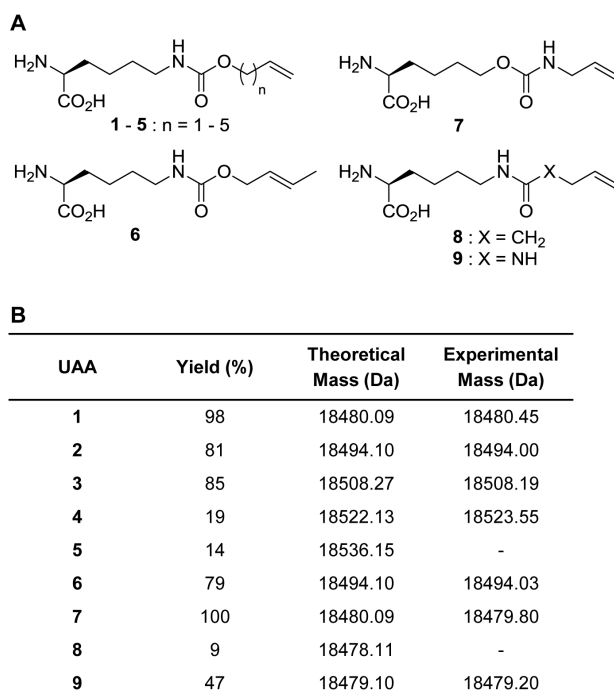 A
H₂N
CO₂H
H
N
O
O
n
1 - 5 : n = 1 - 5
H₂N
CO₂H
O
O
H
N
7
H₂N
CO₂H
H
N
O
O
6
H₂N
CO₂H
H
N
O
X
8 : X = CH₂
9 : X = NH
B
UAA Yield (%) Theoretical Mass (Da) Experimental Mass (Da)
1 98 18480.09 18480.45
2 81 18494.10 18494.00
3 85 18508.27 18508.19
4 19 18522.13 18523.55
5 14 18536.15 -
6 79 18494.10 18494.03
7 100 18480.09 18479.80
8 9 18478.11 -
9 47 18479.10 18479.20